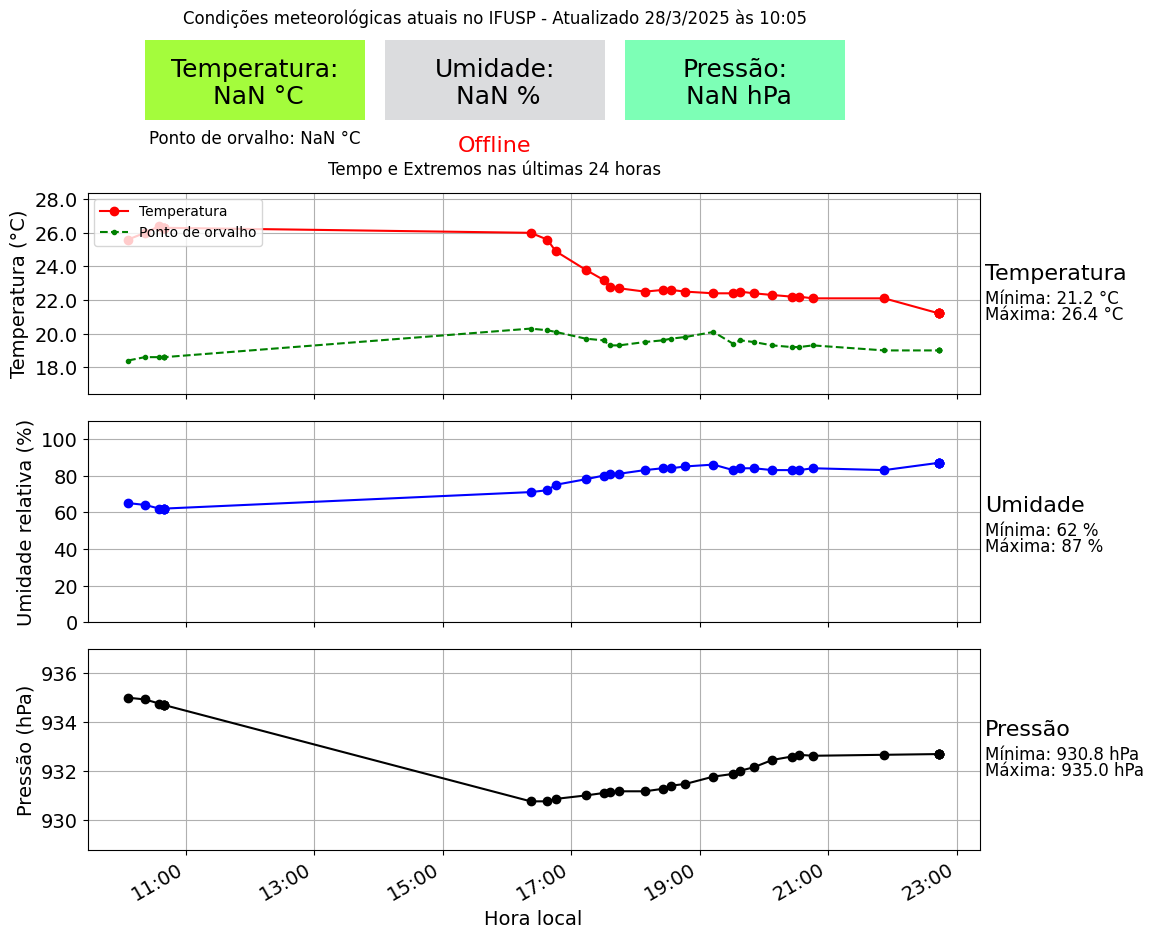 Condições meteorológicas atuais no IFUSP - Atualizado 28/3/2025 às 10:05
Temperatura:
NaN °C
Umidade:
NaN %
Pressão:
NaN hPa
Ponto de orvalho: NaN °C
Offline
Tempo e Extremos nas últimas 24 horas
Temperatura (°C)
28.0
26.0
24.0
22.0
20.0
18.0
Temperatura
Ponto de orvalho
Temperatura
Mínima: 21.2 °C
Máxima: 26.4 °C
Umidade relativa (%)
100
80
60
40
20
0
Umidade
Mínima: 62 %
Máxima: 87 %
Pressão (hPa)
936
934
932
930
Pressão
Mínima: 930.8 hPa
Máxima: 935.0 hPa
11:00
13:00
15:00
17:00
19:00
21:00
23:00
Hora local